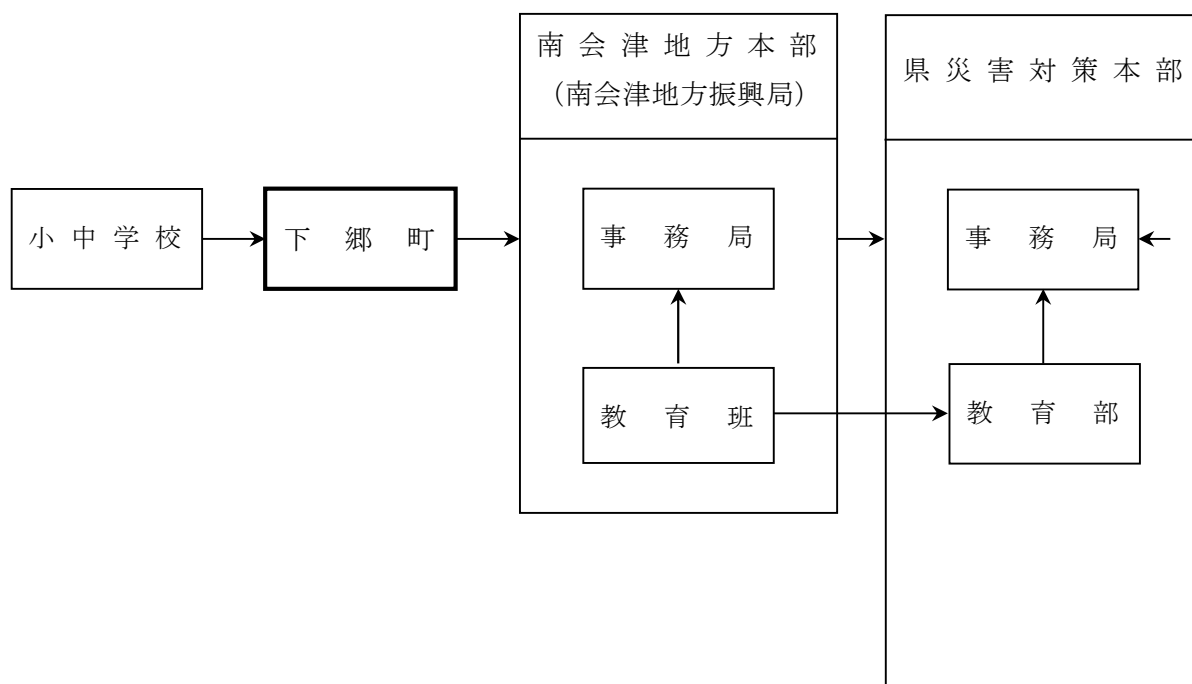 南会津地方本部
（南会津地方振興局）
県災害対策本部
小中学校
下郷町
事務局
事務局
教育班
教育部